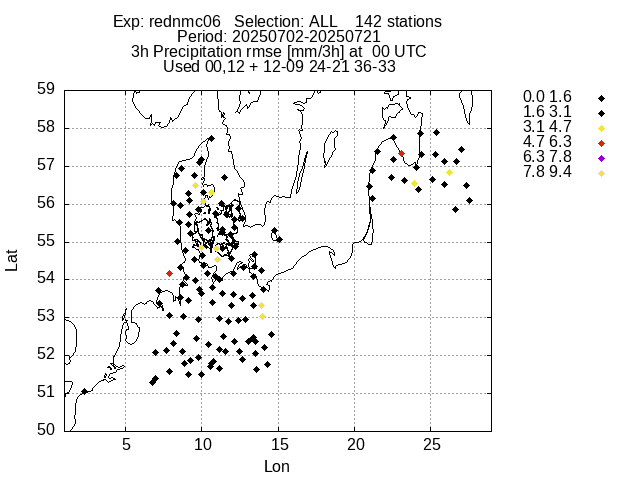 Exp: rednmc06 Selection: ALL 142 stations
Period: 20250702-20250721
3h Precipitation rmse [mm/3h] at 00 UTC
Used 00,12 + 12-09 24-21 36-33
59
58
57
56
55
54
53
52
51
50
Lat
5 10 15 20 25
Lon
0.0 1.6
1.6 3.1
3.1 4.7
4.7 6.3
6.3 7.8
7.8 9.4